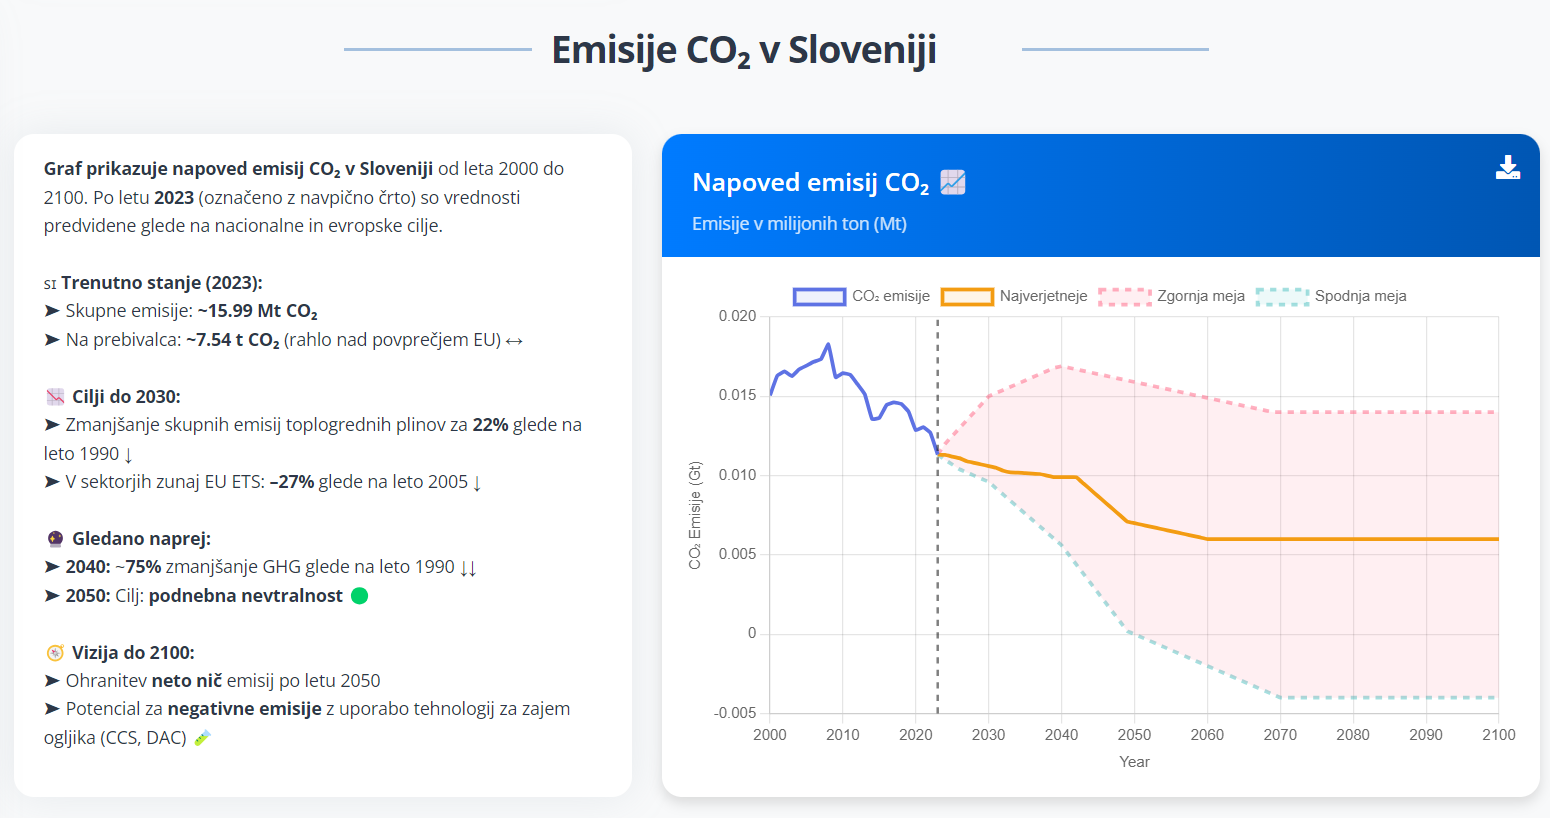 Emisije CO₂ v Sloveniji
Graf prikazuje napoved emisij CO₂ v Sloveniji od leta 2000 do
2100. Po letu 2023 (označeno z navpično črto) so vrednosti
predvidene glede na nacionalne in evropske cilje.
SI Trenutno stanje (2023):
➤ Skupne emisije: ~15.99 Mt CO₂
➤ Na prebivalca: ~7.54 t CO₂ (rahlo nad povprečjem EU) ↔
📉 Cilji do 2030:
➤ Zmanjšanje skupnih emisij toplogrednih plinov za 22% glede na
leto 1990 ↓
➤ V sektorjih zunaj EU ETS: –27% glede na leto 2005 ↓
🔮 Gledano naprej:
➤ 2040: ~75% zmanjšanje GHG glede na leto 1990 ↓↓
➤ 2050: Cilj: podnebna nevtralnost 🟢
🧭 Vizija do 2100:
➤ Ohranitev neto nič emisij po letu 2050
➤ Potencial za negativne emisije z uporabo tehnologij za zajem
ogljika (CCS, DAC) 🧪
Napoved emisij CO₂ 📈
Emisije v milijonih ton (Mt)
CO₂ emisije Najverjetneje Zgornja meja Spodnja meja
0.020
0.015
0.010
0.005
0
-0.005
CO₂ Emisije (Gt)
2000 2010 2020 2030 2040 2050 2060 2070 2080 2090 2100
Year